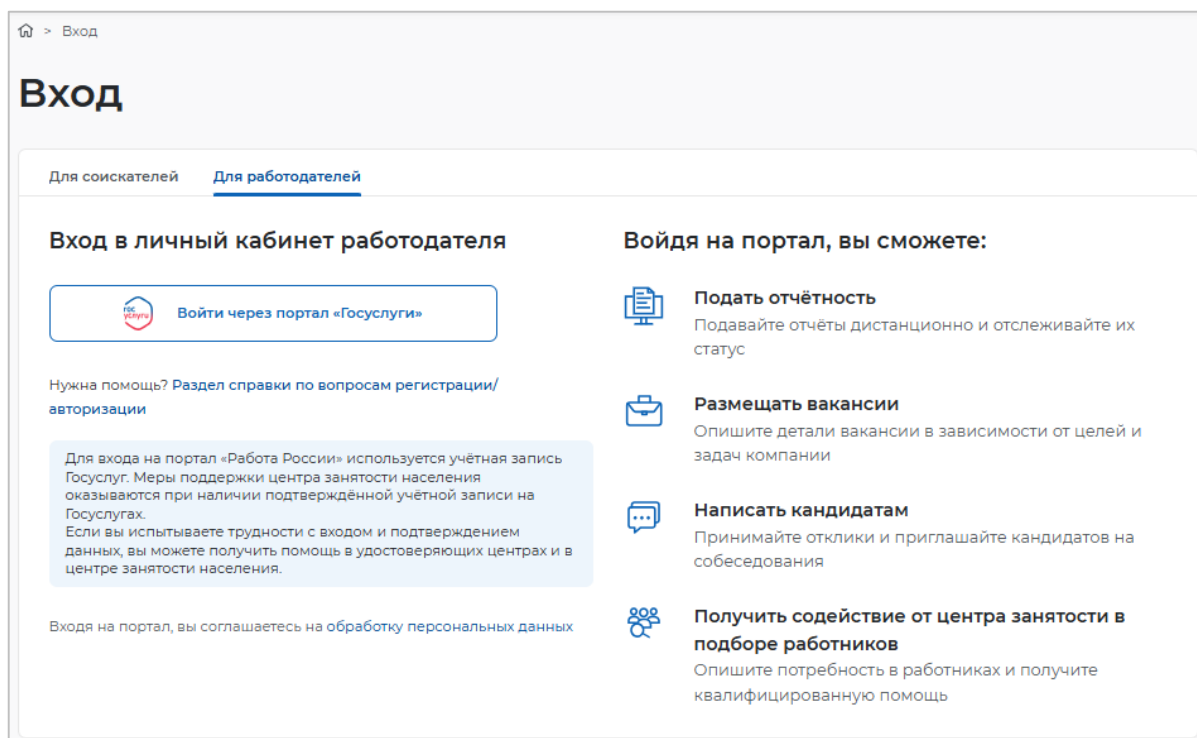 > Вход
Вход
Для соискателей Для работодателей
Вход в личный кабинет работодателя
гос услуги Войти через портал «Госуслуги»
Нужна помощь? Раздел справки по вопросам регистрации/
авторизации
Для входа на портал «Работа России» используется учётная запись
Госуслуг. Меры поддержки центра занятости населения
оказываются при наличии подтверждённой учётной записи на
Госуслугах.
Если вы испытываете трудности с входом и подтверждением
данных, вы можете получить помощь в удостоверяющих центрах и в
центре занятости населения.
Входя на портал, вы соглашаетесь на обработку персональных данных
Войдя на портал, вы сможете:
Подать отчётность
Подавайте отчёты дистанционно и отслеживайте их
статус
Размещать вакансии
Опишите детали вакансии в зависимости от целей и
задач компании
Написать кандидатам
Принимайте отклики и приглашайте кандидатов на
собеседования
Получить содействие от центра занятости в
подборе работников
Опишите потребность в работниках и получите
квалифицированную помощь